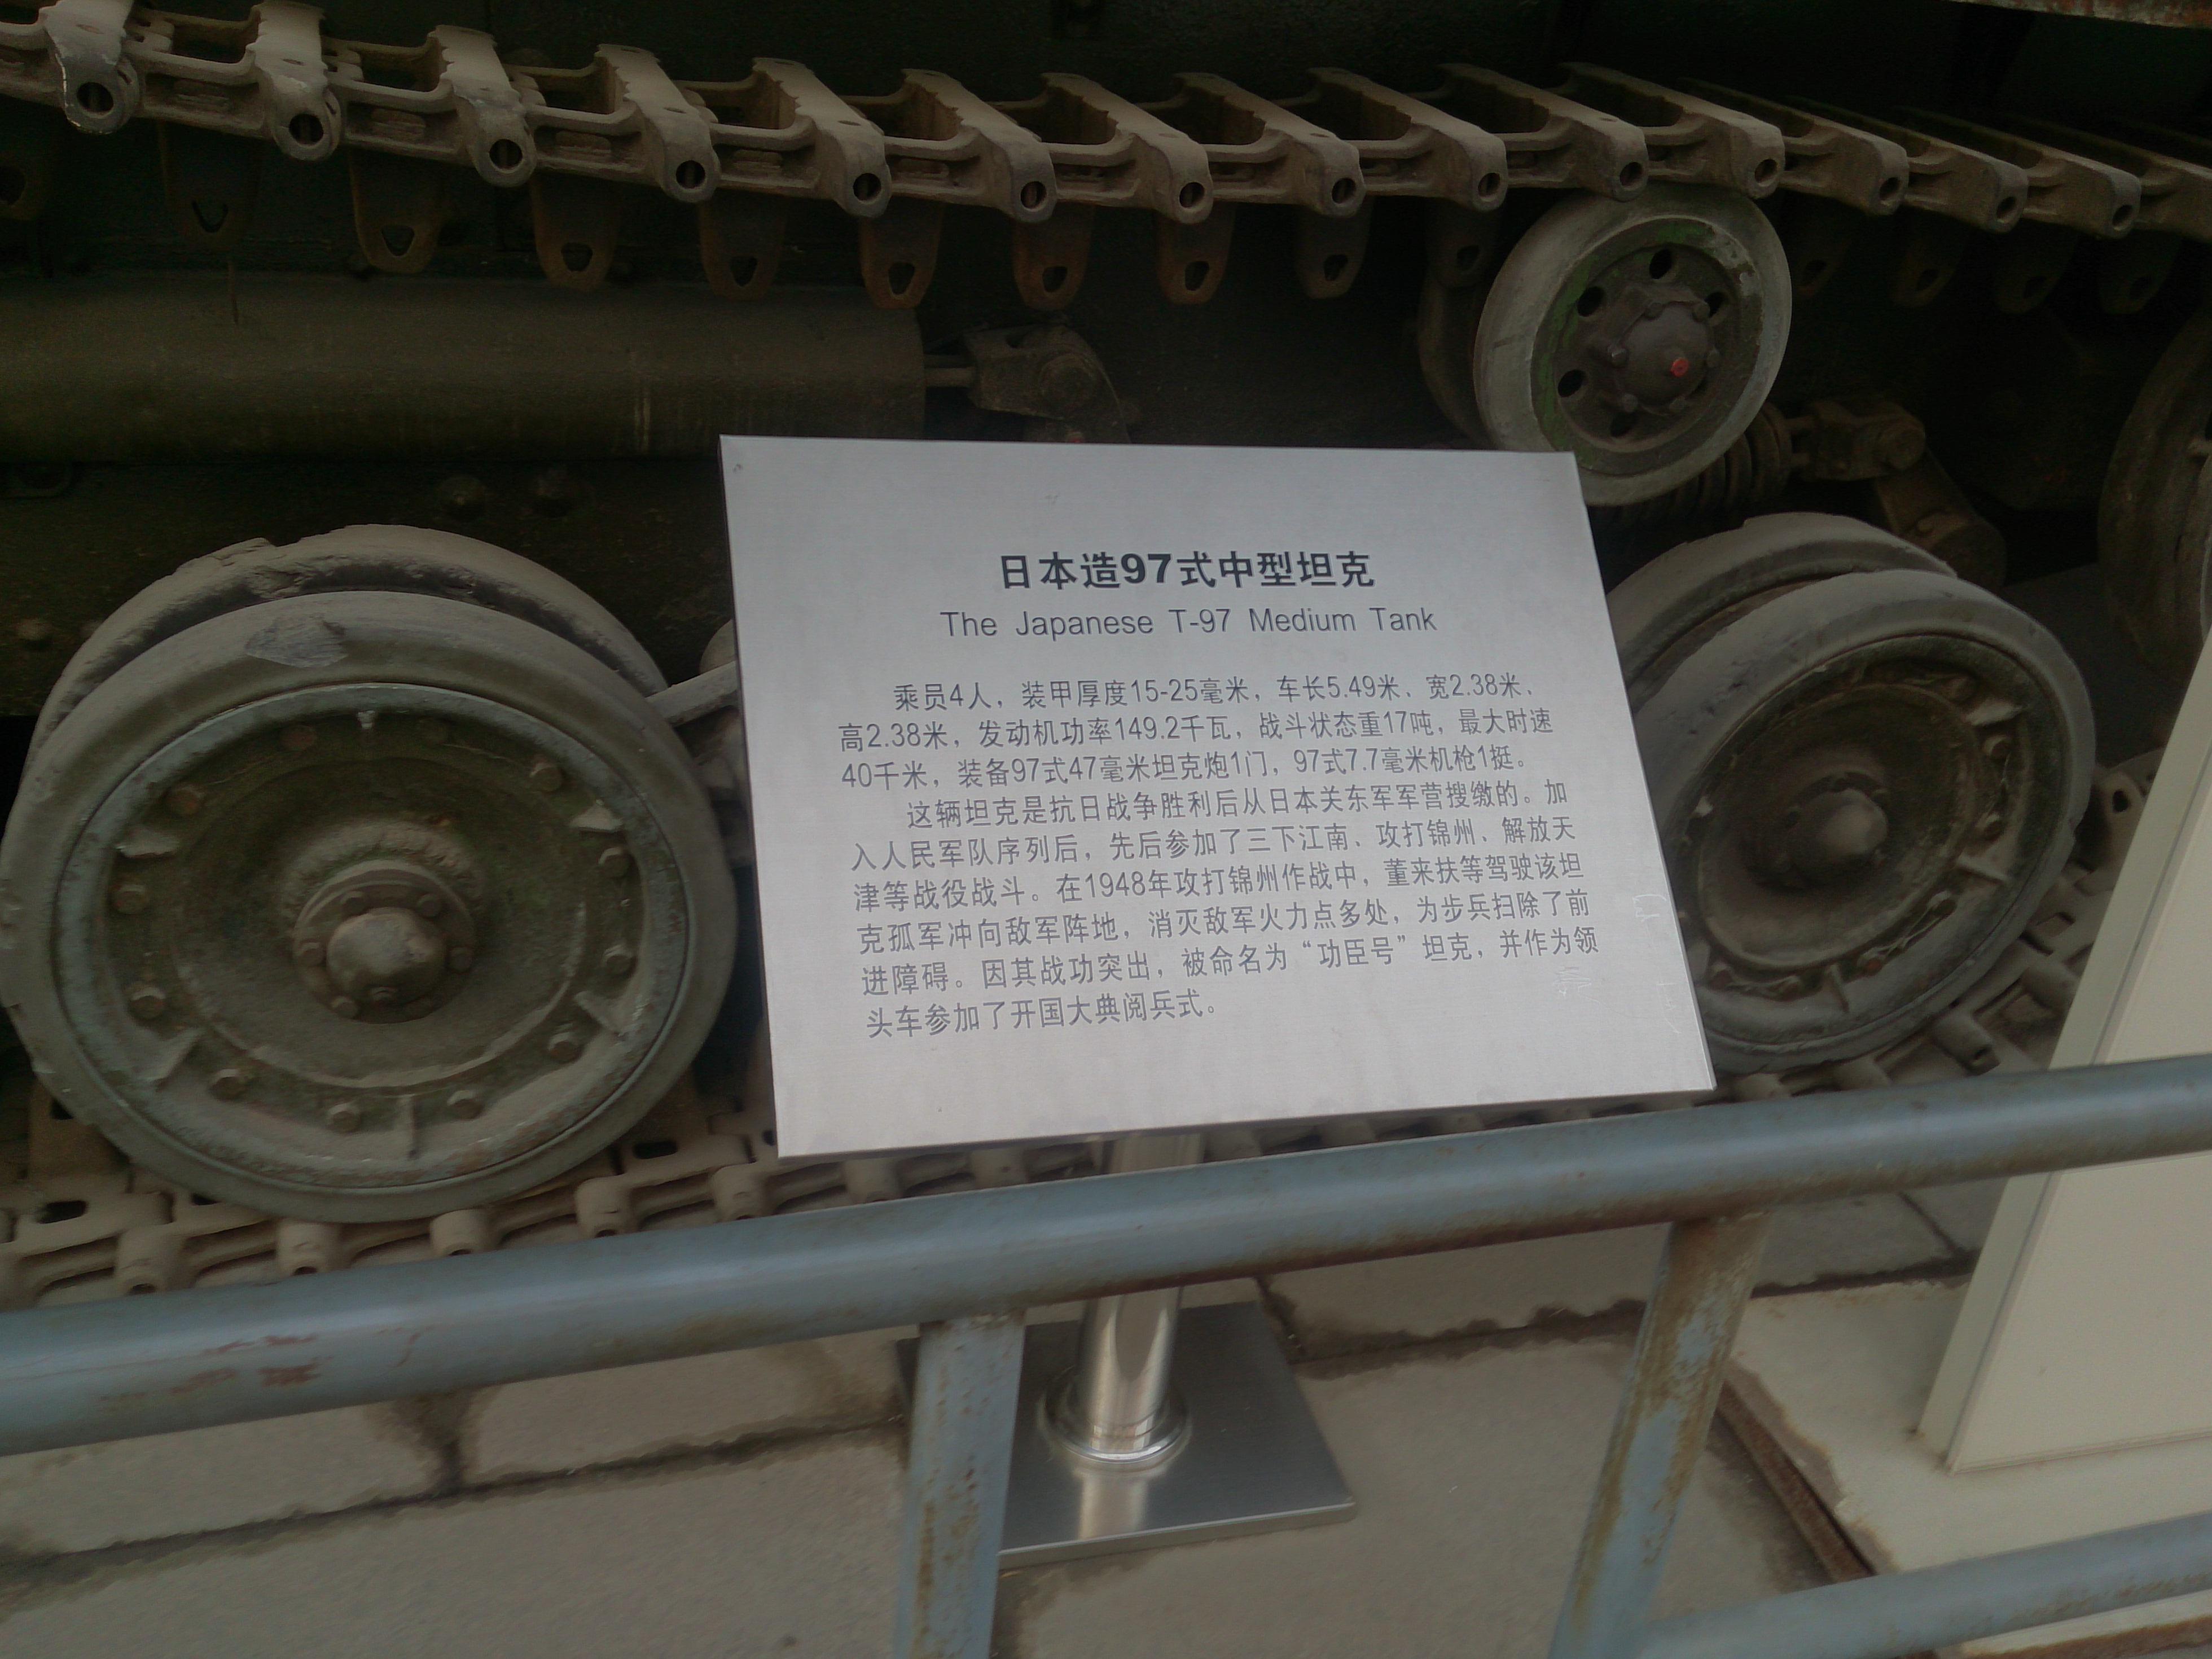 日本造97式中型坦克
The Japanese T-97 Medium Tank
乘员4人，装甲厚度15-25毫米，车长5.49米、宽2.38米、
高2.38米，发动机功率149.2千瓦，战斗状态重17吨，最大时速
40千米，装备97式47毫米坦克炮1门，97式7.7毫米机枪1挺。
这辆坦克是抗日战争胜利后从日本关东军军营搜缴的。加
入人民军队序列后，先后参加了三下江南、攻打锦州、解放天
津等战役战斗。在1948年攻打锦州作战中，董来扶等驾驶该坦
克孤军冲向敌军阵地，消灭敌军火力点多处，为步兵扫除了前
进障碍。因其战功突出，被命名为“功臣号”坦克，并作为领
头车参加了开国大典阅兵式。